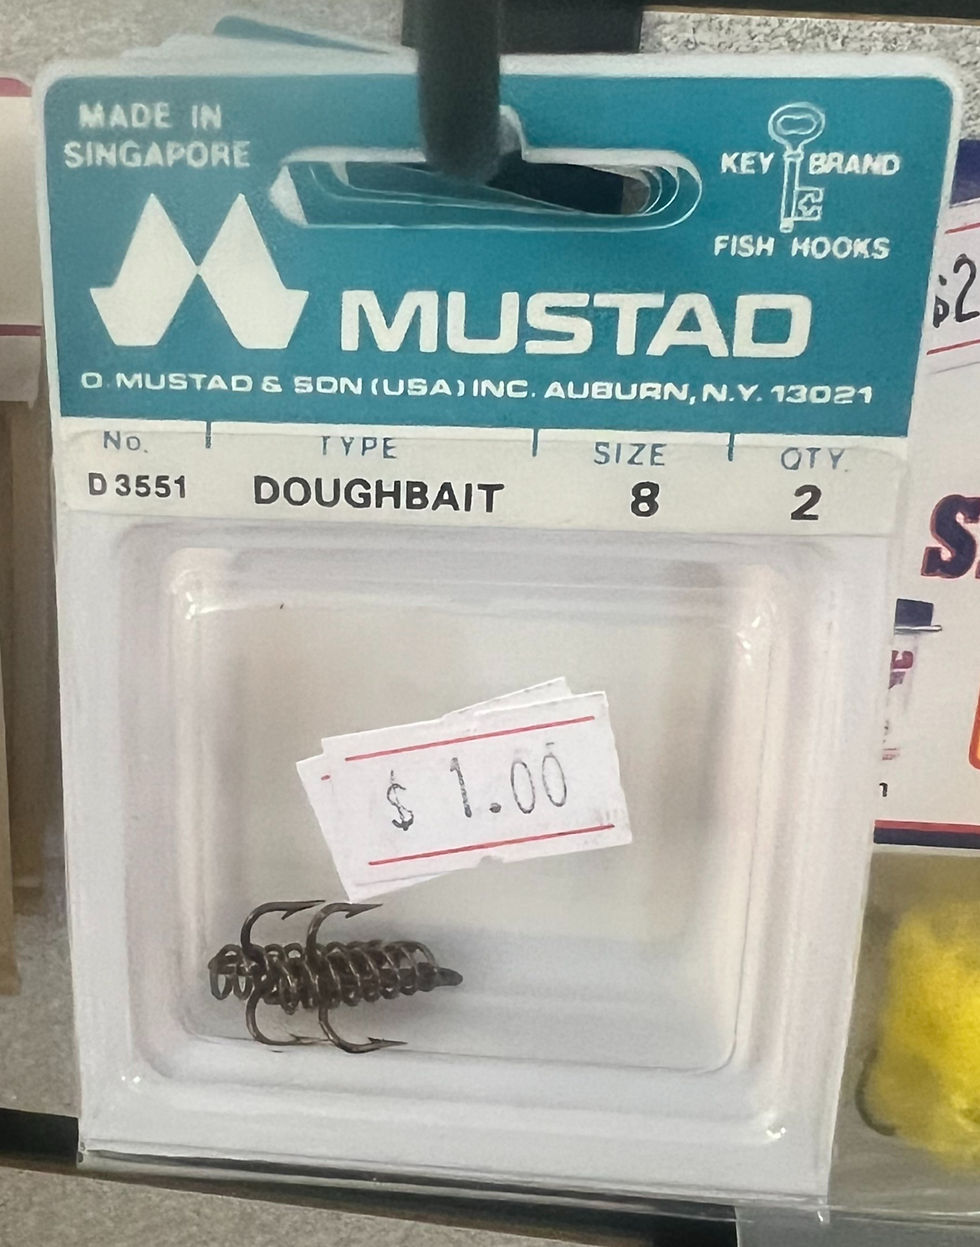 MADE IN
SINGAPORE
KEY BRAND
FISH HOOKS
MUSTAD
O. MUSTAD & SON (USA) INC. AUBURN, N.Y. 13021
No. TYPE SIZE QTY.
D 3551 DOUGHBAIT 8 2
$ 1.00
$2